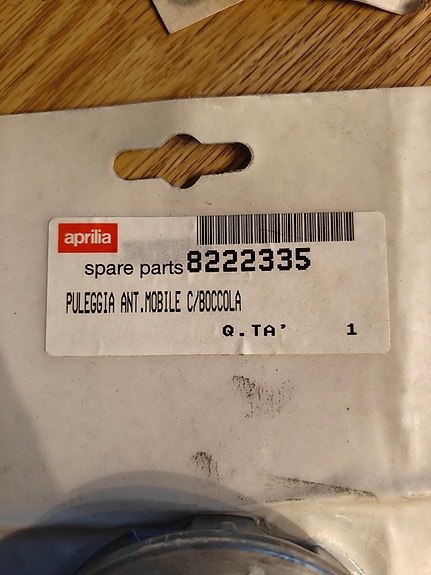 aprilia
spare parts 8222335
PULEGGIA ANT.MOBILE C/BOCCOLA
Q.TA' 1